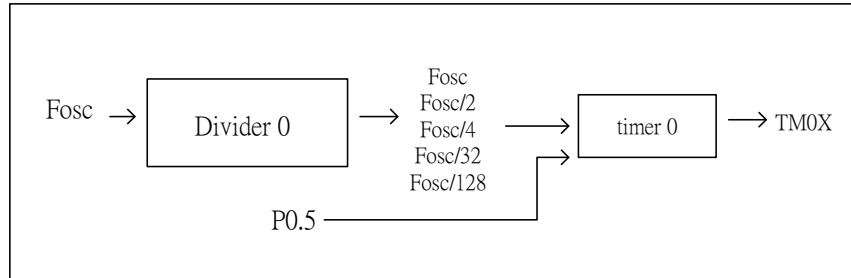 Fosc
Divider 0
Fosc
Fosc/2
Fosc/4
Fosc/32
Fosc/128
timer 0
TM0X
P0.5